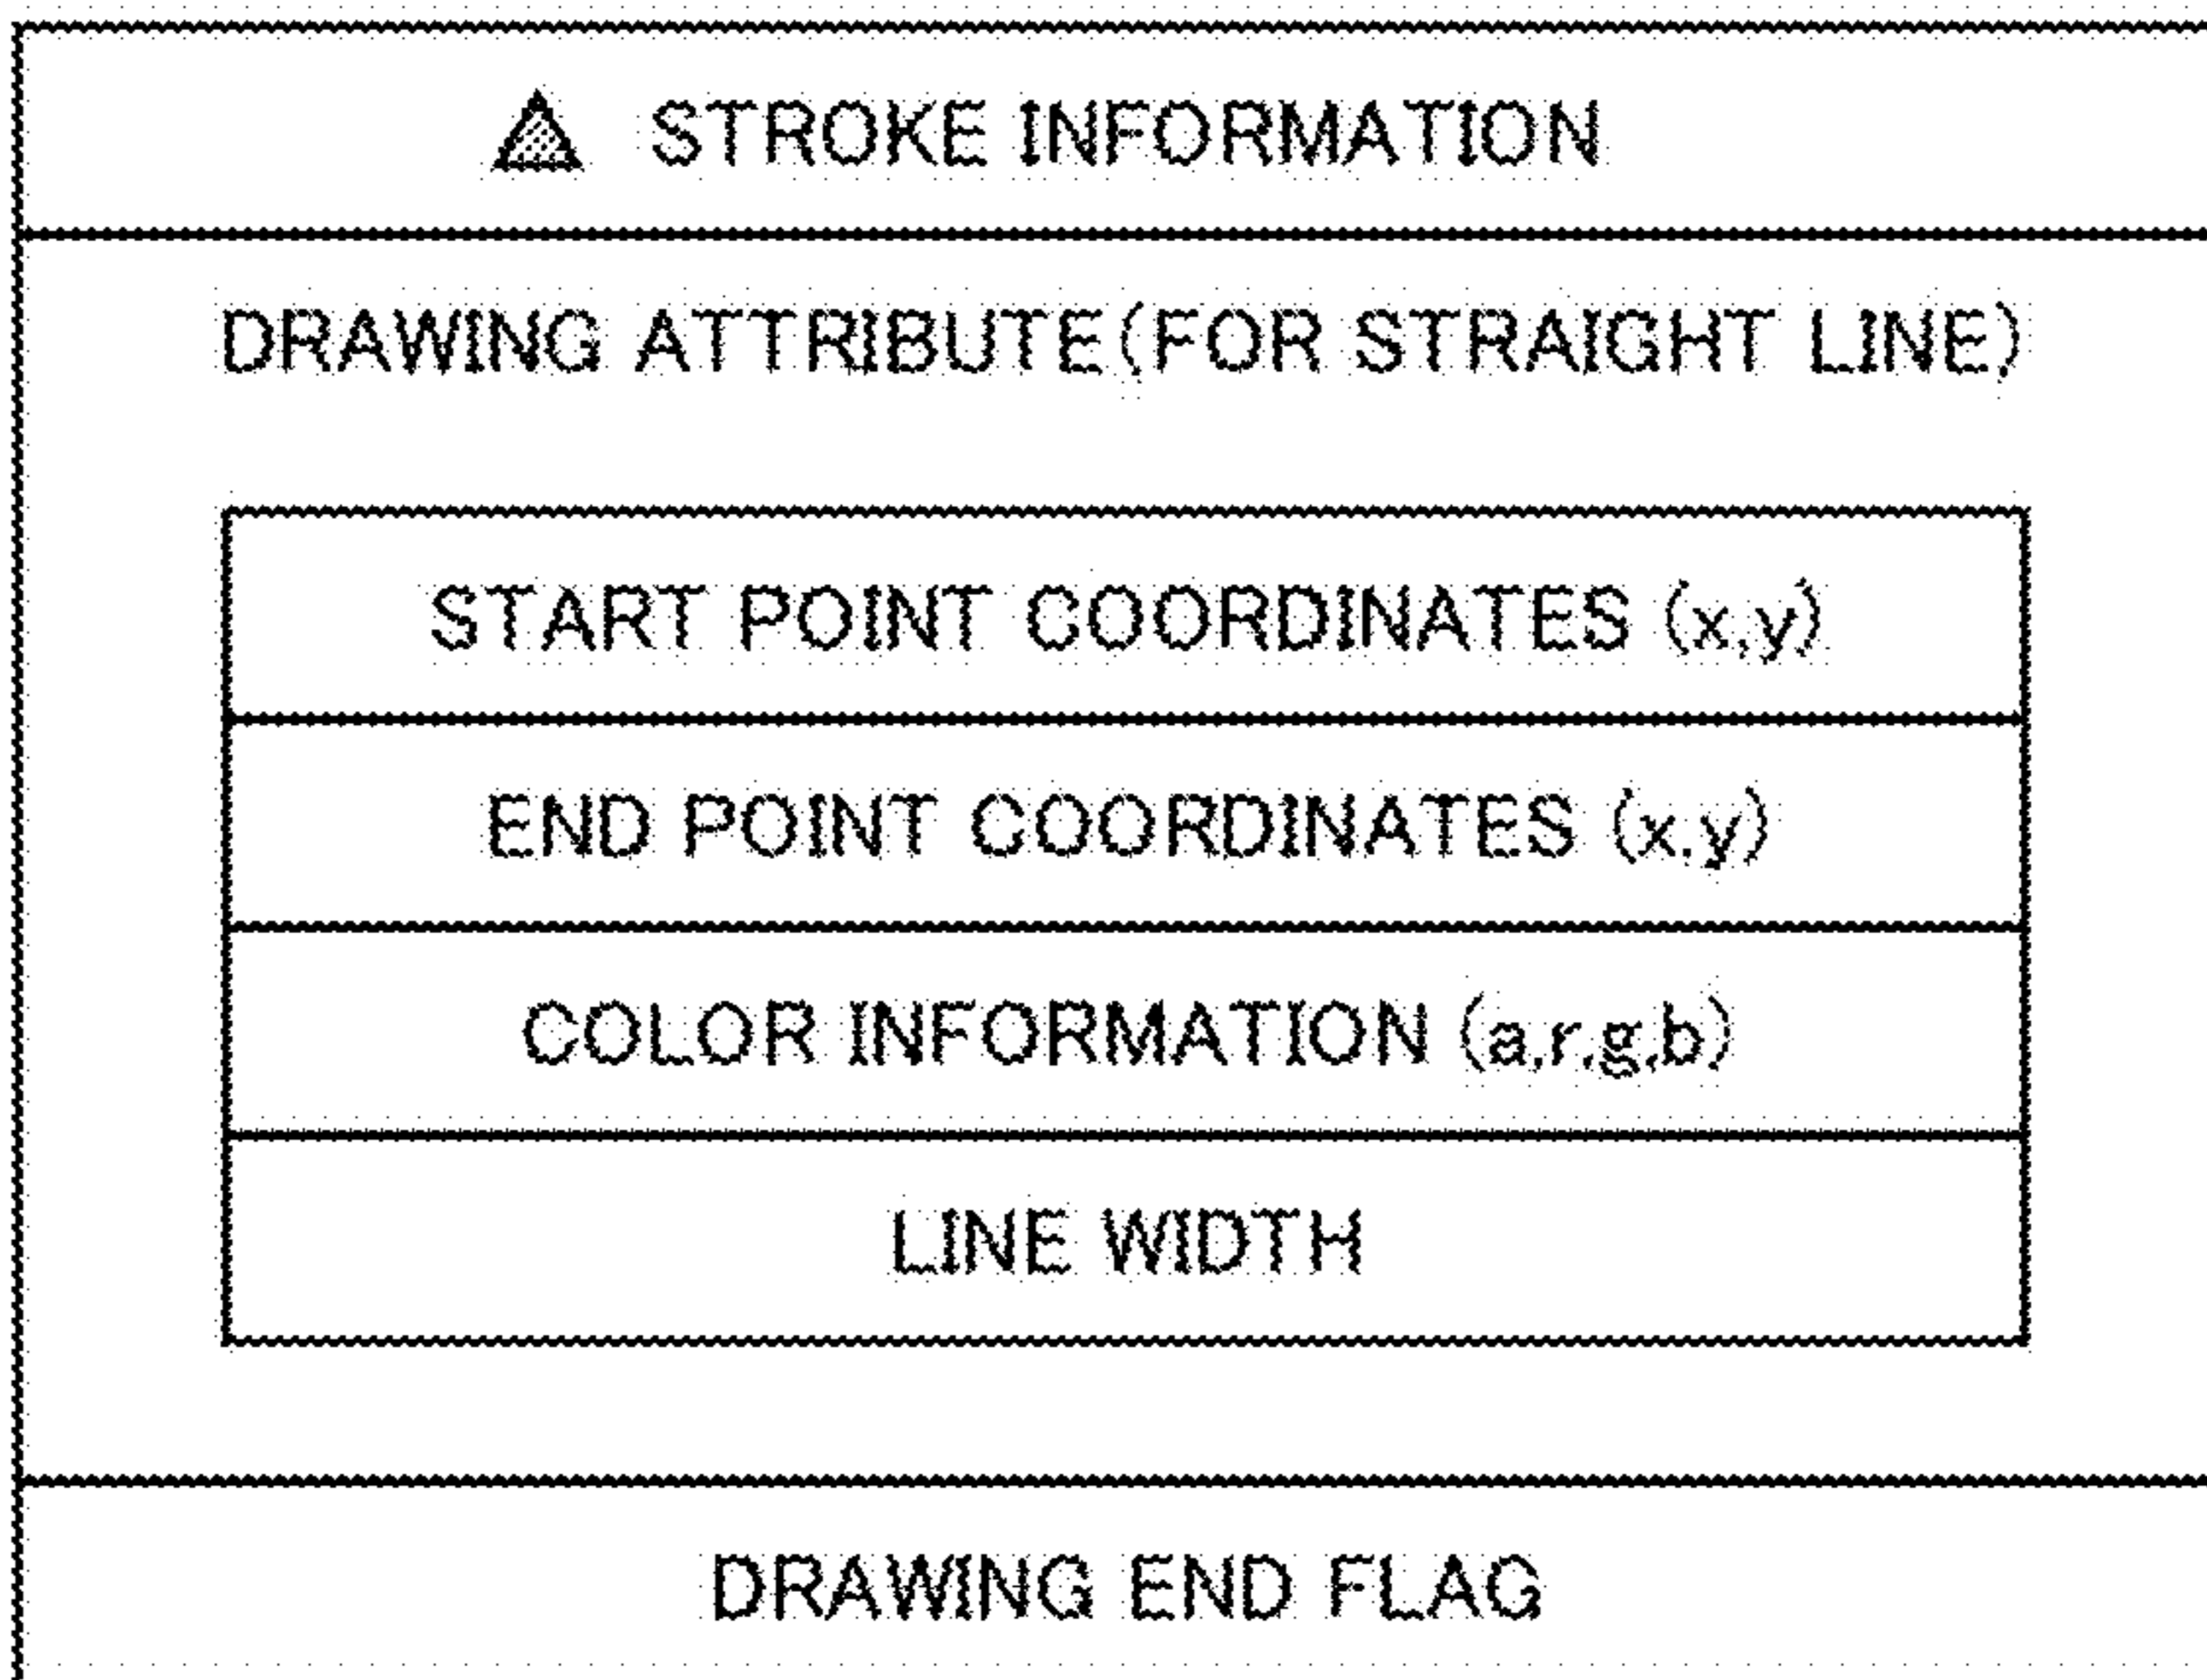 ▲ STROKE INFORMATION
DRAWING ATTRIBUTE(FOR STRAIGHT LINE)
START POINT COORDINATES (x,y)
END POINT COORDINATES (x,y)
COLOR INFORMATION (a,r,g,b)
LINE WIDTH
DRAWING END FLAG